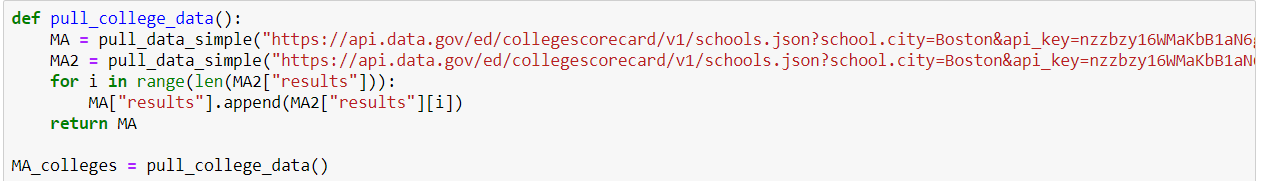 def pull_college_data():
    MA = pull_data_simple("https://api.data.gov/ed/collegescorecard/v1/schools.json?school.city=Boston&api_key=nzzbzy16WMaKbB1aN6g
    MA2 = pull_data_simple("https://api.data.gov/ed/collegescorecard/v1/schools.json?school.city=Boston&api_key=nzzbzy16WMaKbB1aN6
    for i in range(len(MA2["results"])):
        MA["results"].append(MA2["results"][i])
    return MA
MA_colleges = pull_college_data()